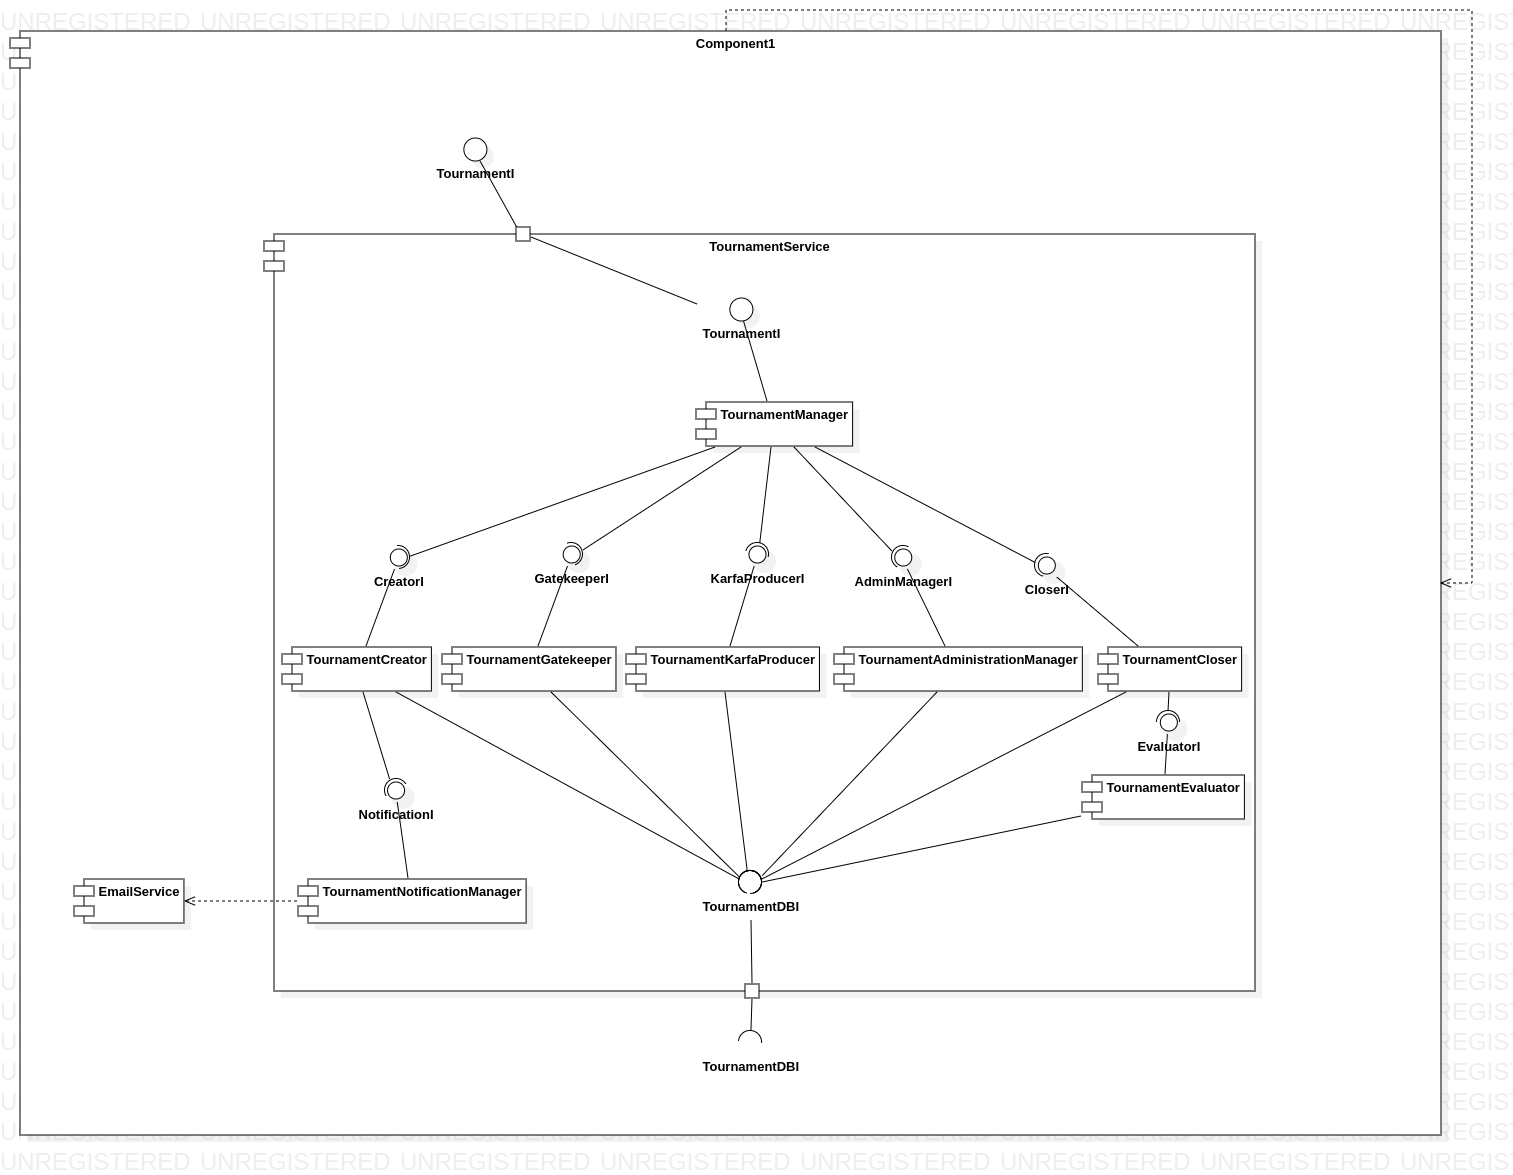 UNREGISTERED UNREGISTERED UNREGISTERED UNREGISTERED UNREGISTERED UNREGISTERED UNREGISTERED UNREGIST
Component1
TournamentI
TournamentService
TournamentI
TournamentManager
CreatorI
GatekeeperI
KarfaProducerI
AdminManagerI
CloserI
TournamentCreator
TournamentGatekeeper
TournamentKarfaProducer
TournamentAdministrationManager
TournamentCloser
EvaluatorI
TournamentEvaluator
NotificationI
EmailService
TournamentNotificationManager
TournamentDBI
TournamentDBI
UNREGISTERED UNREGISTERED UNREGISTERED UNREGISTERED UNREGISTERED UNREGISTERED UNREGISTERED UNREGIST